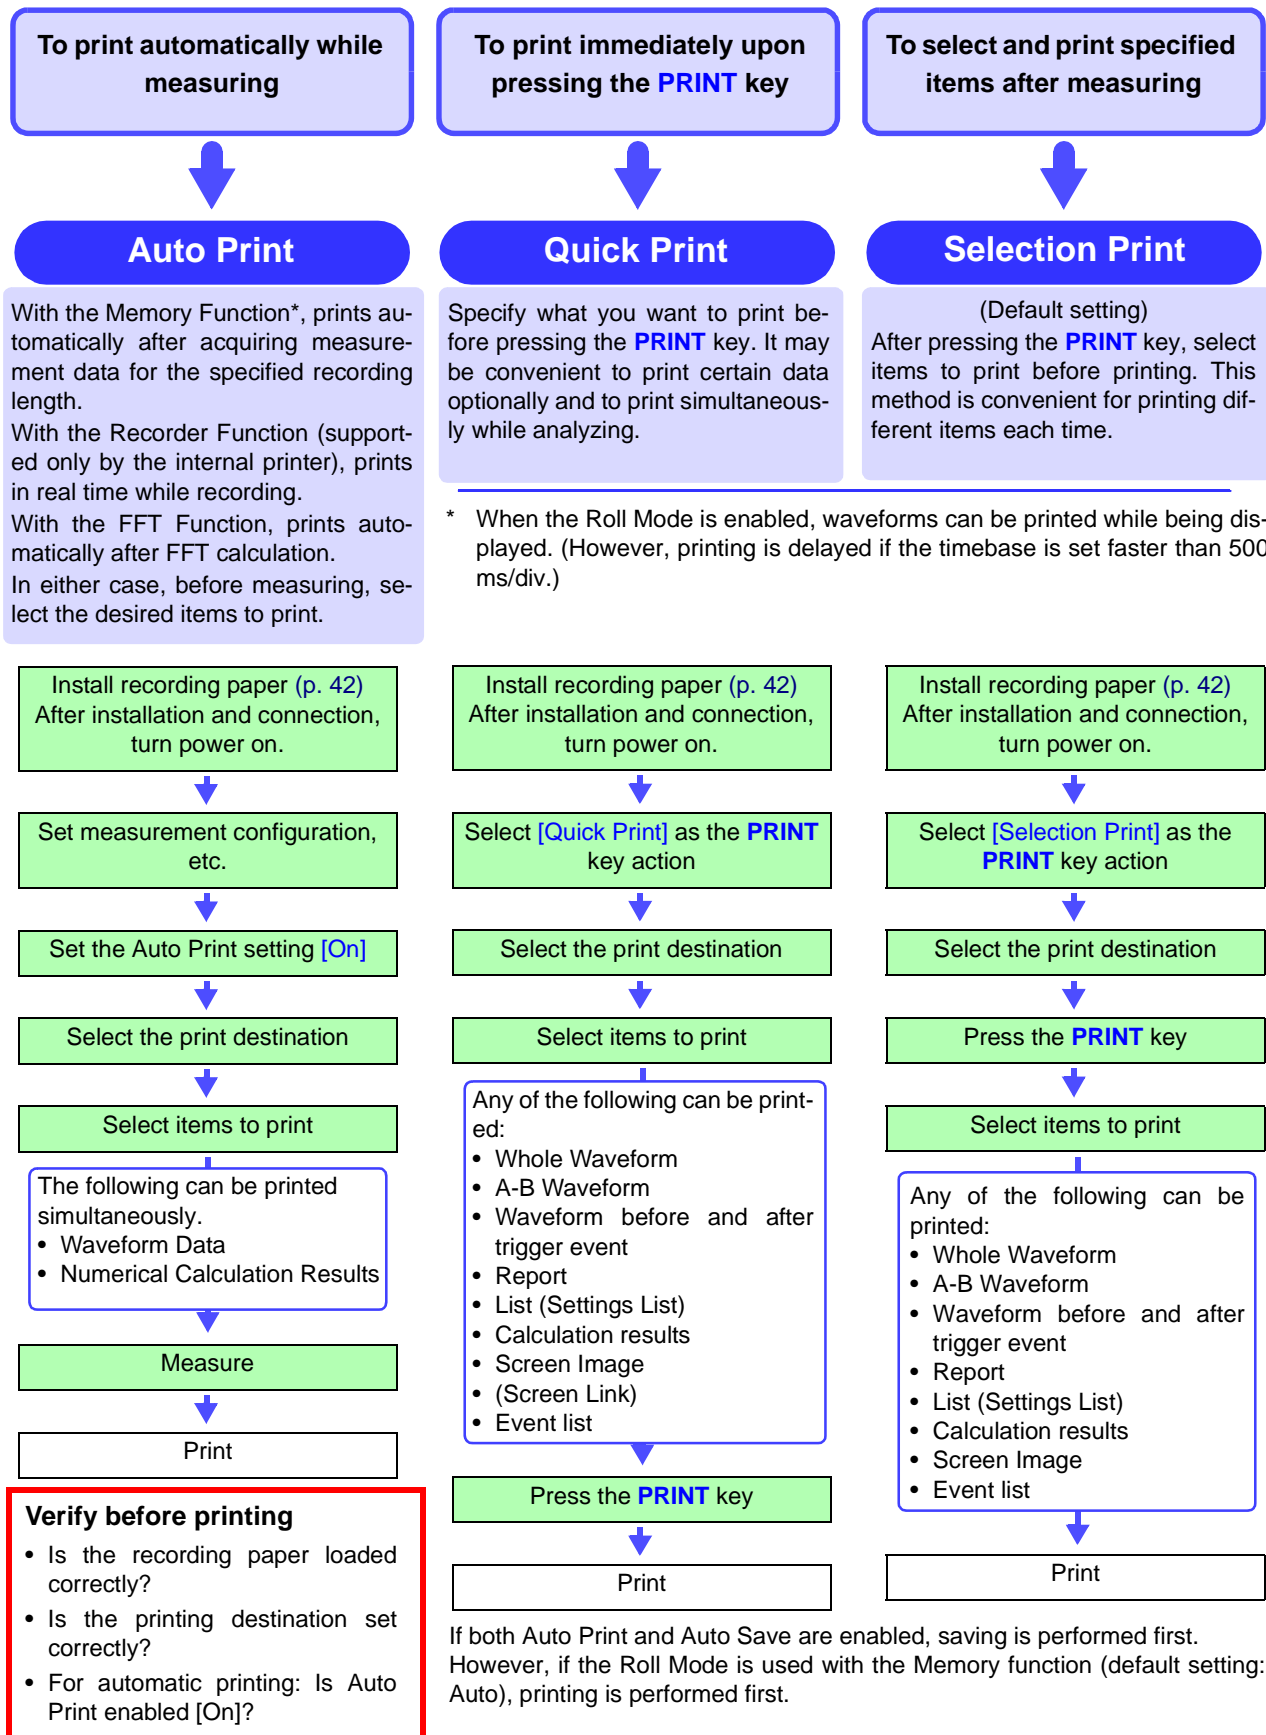 To print automatically while
measuring
To print immediately upon
pressing the PRINT key
To select and print specified
items after measuring
Auto Print
With the Memory Function*, prints au-
tomatically after acquiring measure-
ment data for the specified recording
length.
With the Recorder Function (support-
ed only by the internal printer), prints
in real time while recording.
With the FFT Function, prints auto-
matically after FFT calculation.
In either case, before measuring, se-
lect the desired items to print.
Quick Print
Specify what you want to print be-
fore pressing the PRINT key. It may
be convenient to print certain data
optionally and to print simultaneous-
ly while analyzing.
Selection Print
(Default setting)
After pressing the PRINT key, select
items to print before printing. This
method is convenient for printing dif-
ferent items each time.
* When the Roll Mode is enabled, waveforms can be printed while being dis-
played. (However, printing is delayed if the timebase is set faster than 500
ms/div.)
Install recording paper (p. 42)
After installation and connection,
turn power on.
Set measurement configuration,
etc.
Set the Auto Print setting [On]
Select the print destination
Select items to print
The following can be printed
simultaneously.
• Waveform Data
• Numerical Calculation Results
Measure
Print
Verify before printing
• Is the recording paper loaded
correctly?
• Is the printing destination set
correctly?
• For automatic printing: Is Auto
Print enabled [On]?
Install recording paper (p. 42)
After installation and connection,
turn power on.
Select [Quick Print] as the PRINT
key action
Select the print destination
Select items to print
Any of the following can be print-
ed:
• Whole Waveform
• A-B Waveform
• Waveform before and after
trigger event
• Report
• List (Settings List)
• Calculation results
• Screen Image
• (Screen Link)
• Event list
Press the PRINT key
Print
Install recording paper (p. 42)
After installation and connection,
turn power on.
Select [Selection Print] as the
PRINT key action
Select the print destination
Press the PRINT key
Select items to print
Any of the following can be
printed:
• Whole Waveform
• A-B Waveform
• Waveform before and after
trigger event
• Report
• List (Settings List)
• Calculation results
• Screen Image
• Event list
Print
If both Auto Print and Auto Save are enabled, saving is performed first.
However, if the Roll Mode is used with the Memory function (default setting:
Auto), printing is performed first.